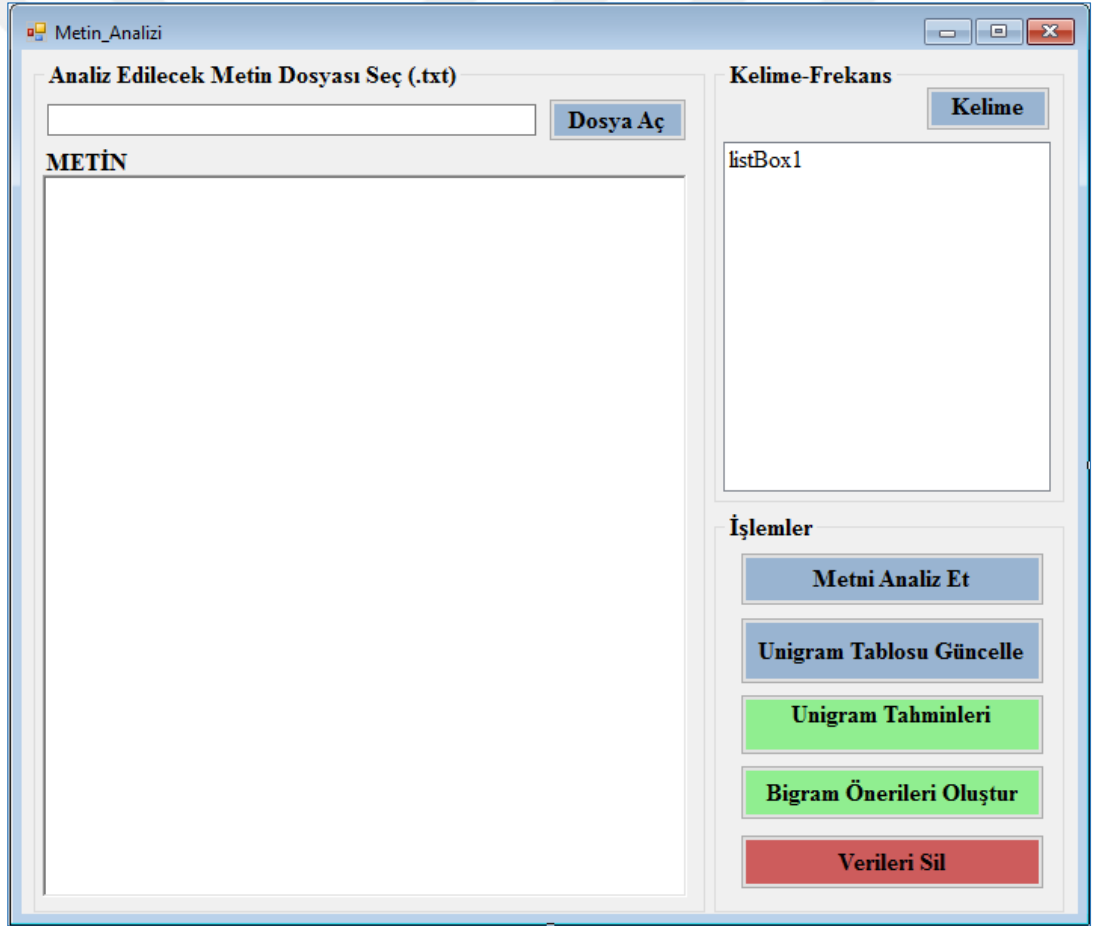 Metin_Analizi
Analiz Edilecek Metin Dosyası Seç (.txt)
Dosya Aç
METİN
Kelime-Frekans
Kelime
listBox1
İşlemler
Metni Analiz Et
Unigram Tablosu Güncelle
Unigram Tahminleri
Bigram Önerileri Oluştur
Verileri Sil